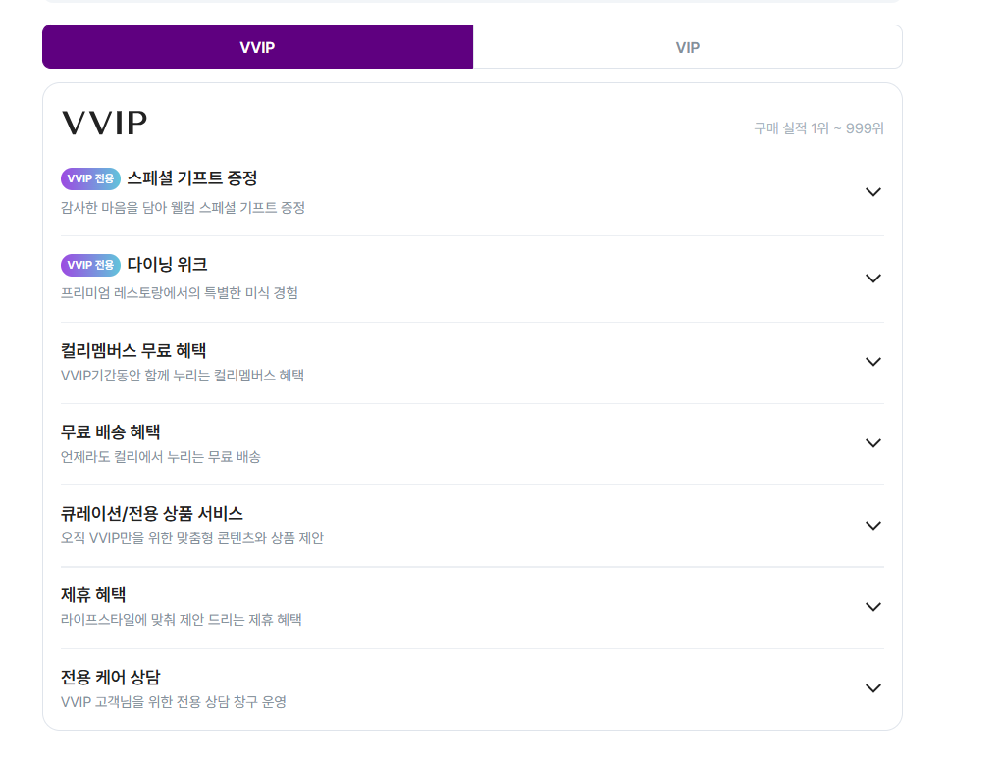 VVIP
VIP
VVIP
구매 실적 1위 ~ 999위
VVIP 전용 스페셜 기프트 증정
감사한 마음을 담아 웰컴 스페셜 기프트 증정
VVIP 전용 다이닝 위크
프리미엄 레스토랑에서의 특별한 미식 경험
컬리멤버스 무료 혜택
VVIP기간동안 함께 누리는 컬리멤버스 혜택
무료 배송 혜택
언제라도 컬리에서 누리는 무료 배송
큐레이션/전용 상품 서비스
오직 VVIP만을 위한 맞춤형 콘텐츠와 상품 제안
제휴 혜택
라이프스타일에 맞춰 제안 드리는 제휴 혜택
전용 케어 상담
VVIP 고객님을 위한 전용 상담 창구 운영